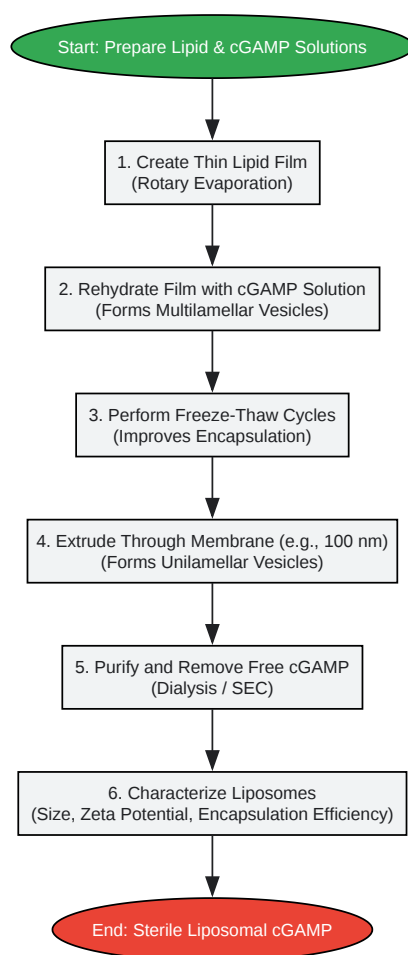 Start: Prepare Lipid & cGAMP Solutions
1. Create Thin Lipid Film
(Rotary Evaporation)
2. Rehydrate Film with cGAMP Solution
(Forms Multilamellar Vesicles)
3. Perform Freeze-Thaw Cycles
(Improves Encapsulation)
4. Extrude Through Membrane (e.g., 100 nm)
(Forms Unilamellar Vesicles)
5. Purify and Remove Free cGAMP
(Dialysis / SEC)
6. Characterize Liposomes
(Size, Zeta Potential, Encapsulation Efficiency)
End: Sterile Liposomal cGAMP